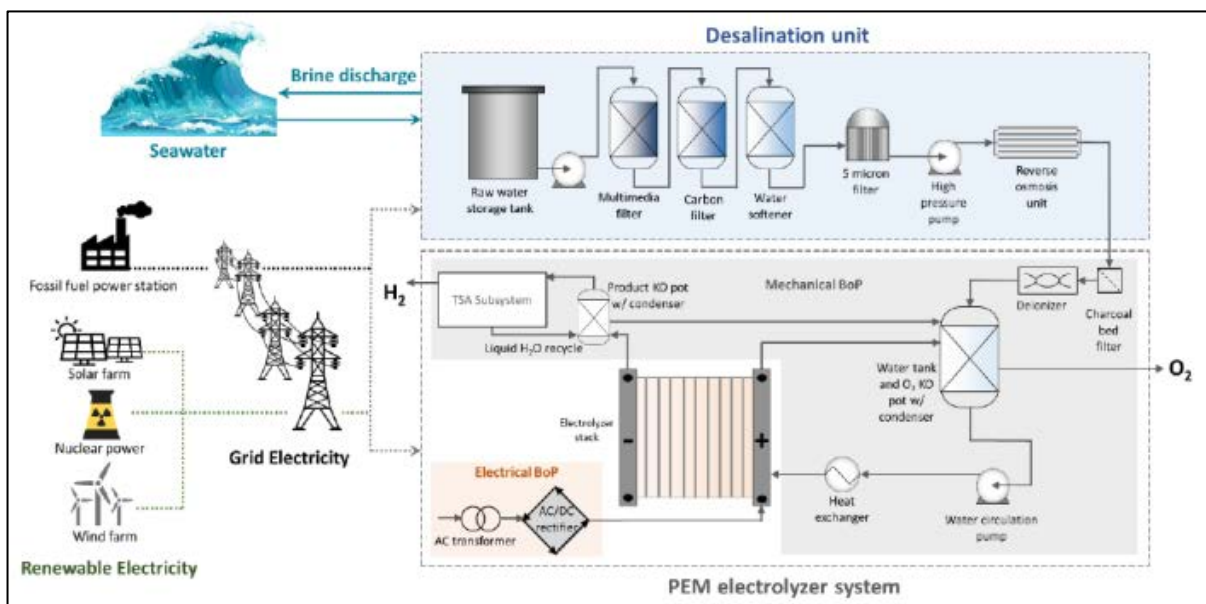 Desalination unit
Brine discharge
Seawater
Raw water
storage tank
Multimedia
filter
Carbon
filter
Water
softener
5 micron
filter
High
pressure
pump
Reverse
osmosis
unit
Fossil fuel power station
Solar farm
Nuclear power
Wind farm
Renewable Electricity
Grid Electricity
H₂
TSA Subsystem
Product KO pot
w/ condenser
Liquid H₂O recycle
Mechanical BoP
Deionizer
Charcoal
bed
filter
Water tank
and O₂ KO
pot w/
condenser
O₂
Electrolyzer
stack
-
+
Electrical BoP
AC transformer
AC/DC
rectifier
Heat
exchanger
Water circulation
pump
PEM electrolyzer system